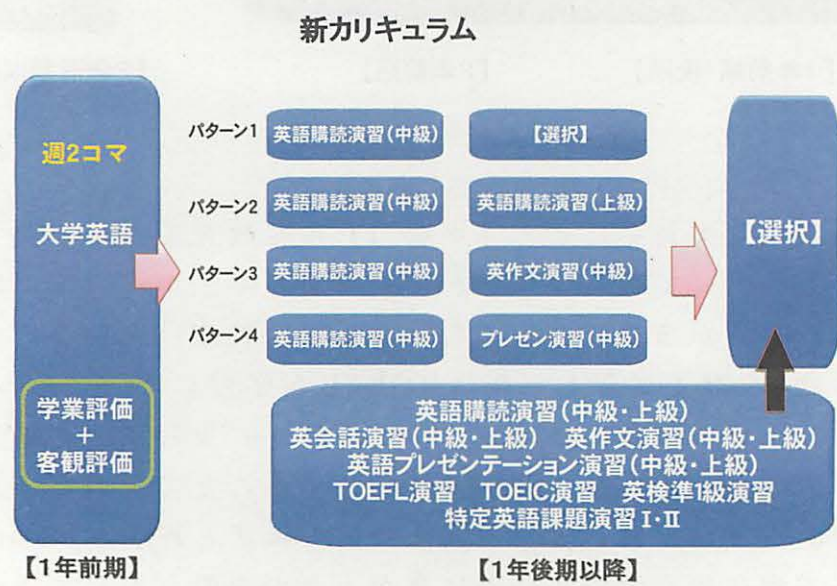 新カリキュラム
週2コマ
大学英語
学業評価
+
客観評価
【1年前期】
パターン1 英語購読演習(中級) 【選択】
パターン2 英語購読演習(中級) 英語購読演習(上級)
パターン3 英語購読演習(中級) 英作文演習(中級)
パターン4 英語購読演習(中級) プレゼン演習(中級)
【選択】
英語購読演習(中級・上級)
英会話演習(中級・上級) 英作文演習(中級・上級)
英語プレゼンテーション演習(中級・上級)
TOEFL演習 TOEIC演習 英検準1級演習
特定英語課題演習Ⅰ・Ⅱ
【1年後期以降】